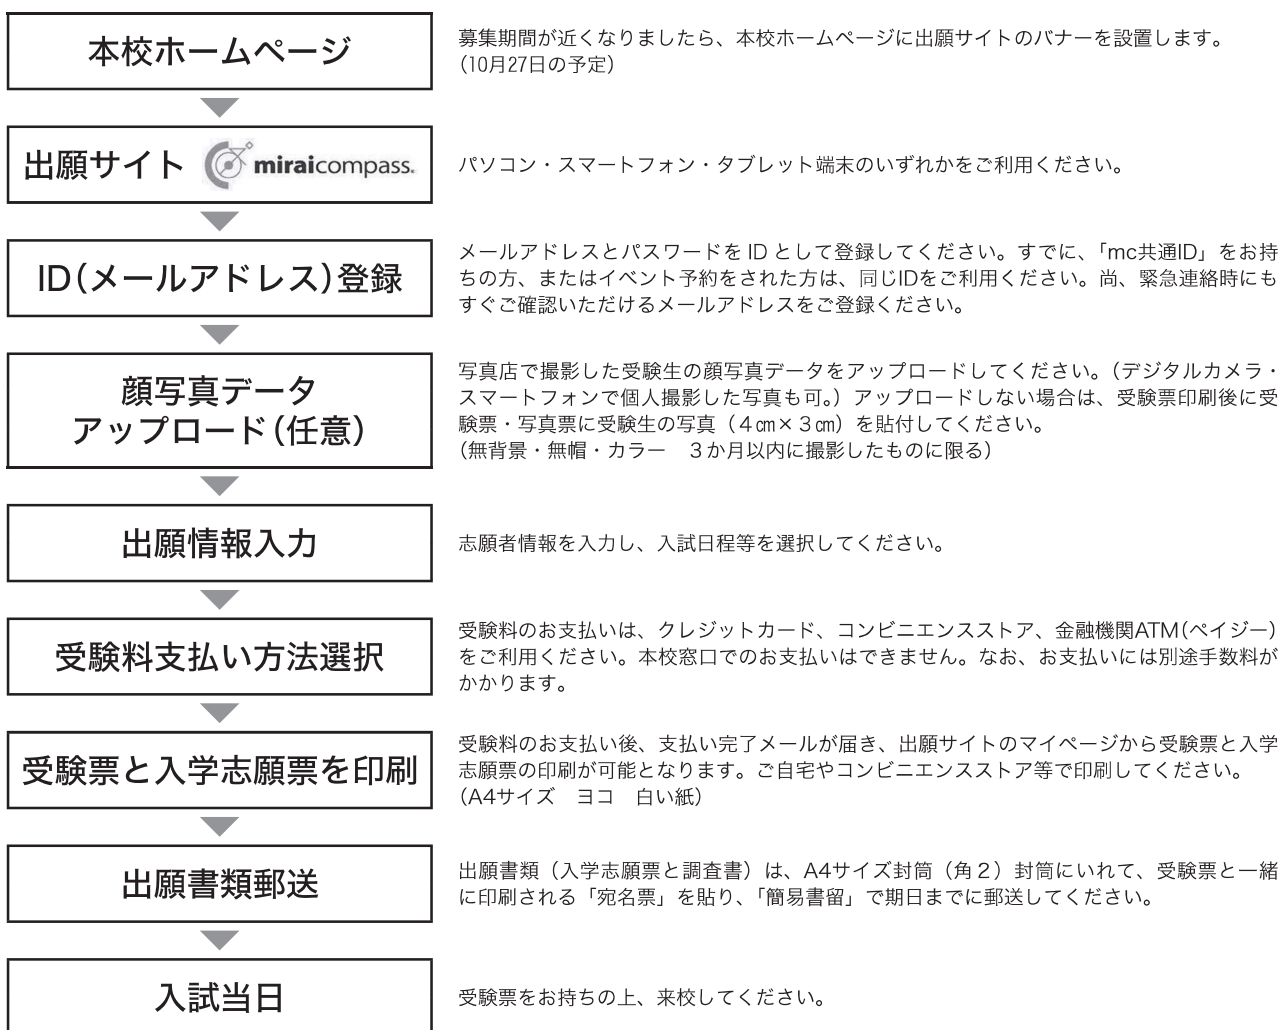 本校ホームページ
募集期間が近くなりましたら、本校ホームページに出願サイトのバナーを設置します。
(10月27日の予定)
出願サイト miraicompass.
パソコン・スマートフォン・タブレット端末のいずれかをご利用ください。
ID(メールアドレス)登録
メールアドレスとパスワードを ID として登録してください。すでに、「mc共通ID」をお持
ちの方、またはイベント予約をされた方は、同じIDをご利用ください。尚、緊急連絡時にも
すぐご確認いただけるメールアドレスをご登録ください。
顔写真データ
アップロード(任意)
写真店で撮影した受験生の顔写真データをアップロードしてください。(デジタルカメラ・
スマートフォンで個人撮影した写真も可。)アップロードしない場合は、受験票印刷後に受
験票・写真票に受験生の写真(4㎝×3㎝)を貼付してください。
(無背景・無帽・カラー 3か月以内に撮影したものに限る)
出願情報入力
志願者情報を入力し、入試日程等を選択してください。
受験料支払い方法選択
受験料のお支払いは、クレジットカード、コンビニエンスストア、金融機関ATM(ペイジー)
をご利用ください。本校窓口でのお支払いはできません。なお、お支払いには別途手数料が
かかります。
受験票と入学志願票を印刷
受験料のお支払い後、支払い完了メールが届き、出願サイトのマイページから受験票と入学
志願票の印刷が可能となります。ご自宅やコンビニエンスストア等で印刷してください。
(A4サイズ ヨコ 白い紙)
出願書類郵送
出願書類(入学志願票と調査書)は、A4サイズ封筒(角2)封筒にいれて、受験票と一緒
に印刷される「宛名票」を貼り、「簡易書留」で期日までに郵送してください。
入試当日
受験票をお持ちの上、来校してください。